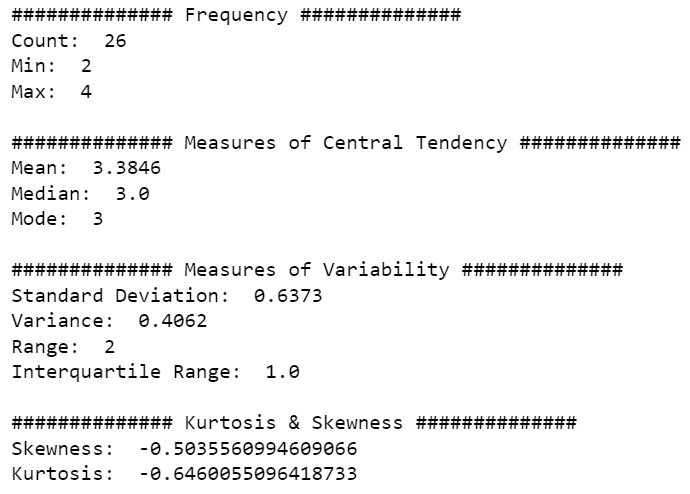 ############## Frequency ##############
Count:  26
Min:  2
Max:  4
############## Measures of Central Tendency ##############
Mean:  3.3846
Median:  3.0
Mode:  3
############## Measures of Variability ##############
Standard Deviation:  0.6373
Variance:  0.4062
Range:  2
Interquartile Range:  1.0
############## Kurtosis & Skewness ##############
Skewness:  -0.5035560994609066
Kurtosis:  -0.6460055096418733